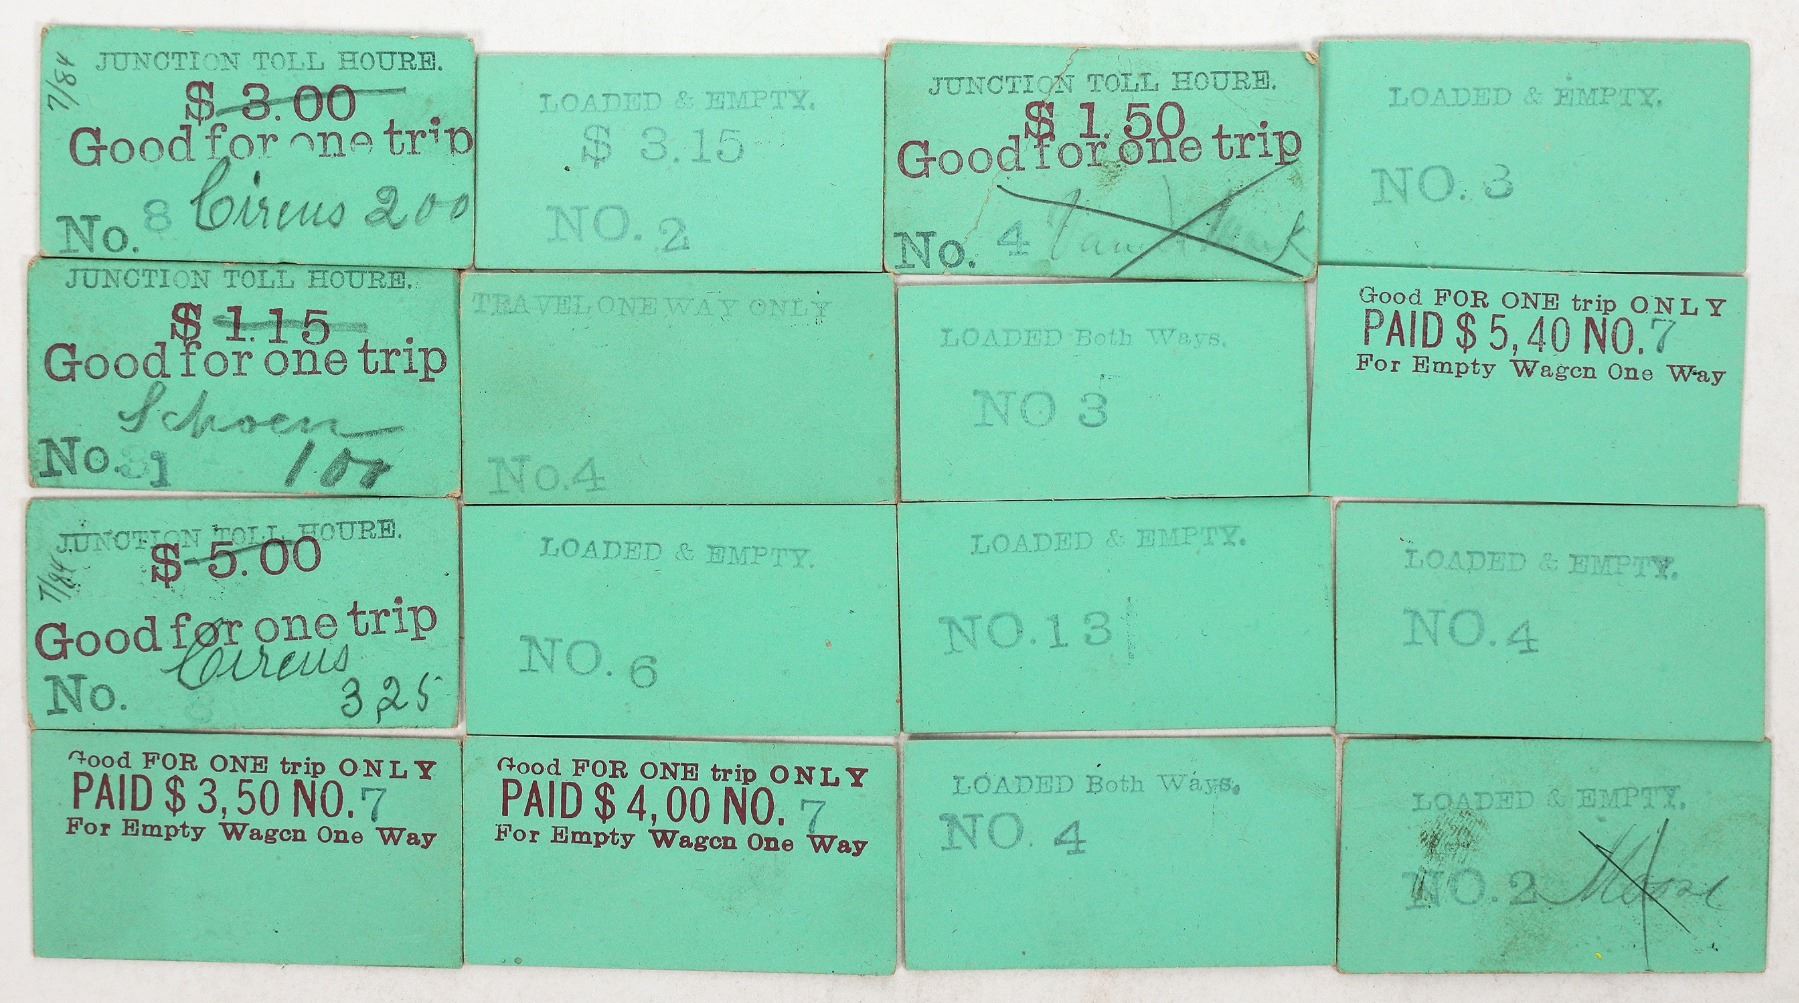 7/84
JUNCTION TOLL HOURE.
$ 3.00
Good for one trip
Circus 200
No. 8
LOADED & EMPTY.
$ 3.15
NO. 2
JUNCTION TOLL HOURE.
$ 1.50
Good for one trip
No. 4
LOADED & EMPTY.
NO. 3
JUNCTION TOLL HOURE.
$ 1.15
Good for one trip
Schoen
No. 31
100
TRAVEL ONE WAY ONLY
No. 4
LOADED Both Ways.
NO 3
Good FOR ONE trip ONLY
PAID $ 5,40 NO. 7
For Empty Wagcn One Way
JUNCTION TOLL HOURE.
7/84
$ 5.00
Good for one trip
Circus
No.
3,25
LOADED & EMPTY.
NO. 6
LOADED & EMPTY.
NO. 13
LOADED & EMPTY.
NO. 4
Good FOR ONE trip ONLY
PAID $ 3,50 NO. 7
For Empty Wagcn One Way
Good FOR ONE trip ONLY
PAID $ 4,00 NO. 7
For Empty Wagcn One Way
LOADED Both Ways.
NO. 4
LOADED & EMPTY.
NO. 2